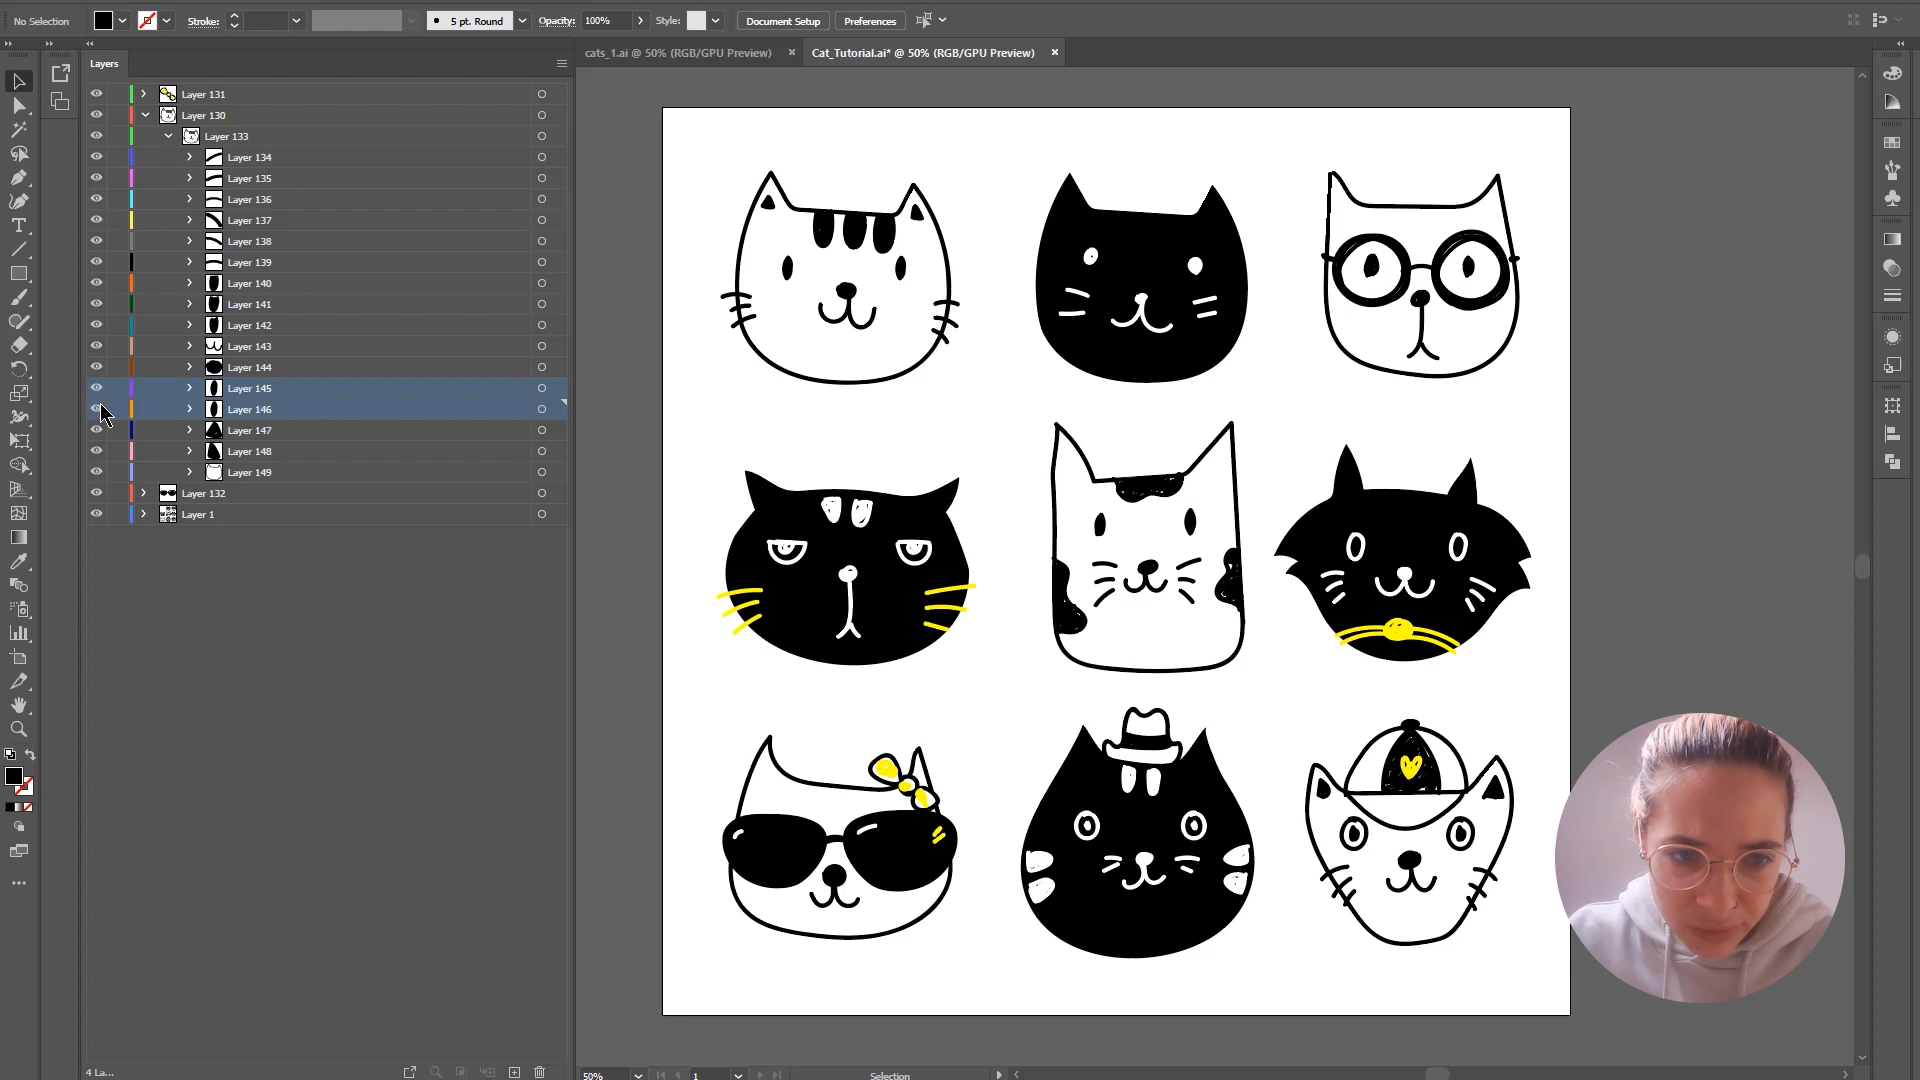 No Selection
Stroke:
5 pt. Round
Opacity: 100%
Style:
Document Setup
Preferences
cats_1.ai @ 50% (RGB/GPU Preview)
Cat_Tutorial.ai* @ 50% (RGB/GPU Preview)
Layers
Layer 131
Layer 130
Layer 133
Layer 134
Layer 135
Layer 136
Layer 137
Layer 138
Layer 139
Layer 140
Layer 141
Layer 142
Layer 143
Layer 144
Layer 145
Layer 146
Layer 147
Layer 148
Layer 149
Layer 132
Layer 1
4 La...
50%
1
Selection